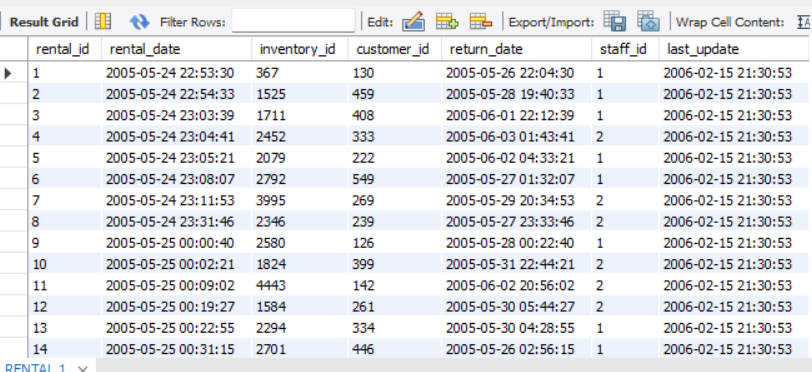 Result Grid Filter Rows: Edit: Export/Import: Wrap Cell Content: IA
rental_id rental_date inventory_id customer_id return_date staff_id last_update
1 2005-05-24 22:53:30 367 130 2005-05-26 22:04:30 1 2006-02-15 21:30:53
2 2005-05-24 22:54:33 1525 459 2005-05-28 19:40:33 1 2006-02-15 21:30:53
3 2005-05-24 23:03:39 1711 408 2005-06-01 22:12:39 1 2006-02-15 21:30:53
4 2005-05-24 23:04:41 2452 333 2005-06-03 01:43:41 2 2006-02-15 21:30:53
5 2005-05-24 23:05:21 2079 222 2005-06-02 04:33:21 1 2006-02-15 21:30:53
6 2005-05-24 23:08:07 2792 549 2005-05-27 01:32:07 1 2006-02-15 21:30:53
7 2005-05-24 23:11:53 3995 269 2005-05-29 20:34:53 2 2006-02-15 21:30:53
8 2005-05-24 23:31:46 2346 239 2005-05-27 23:33:46 2 2006-02-15 21:30:53
9 2005-05-25 00:00:40 2580 126 2005-05-28 00:22:40 1 2006-02-15 21:30:53
10 2005-05-25 00:02:21 1824 399 2005-05-31 22:44:21 2 2006-02-15 21:30:53
11 2005-05-25 00:09:02 4443 142 2005-06-02 20:56:02 2 2006-02-15 21:30:53
12 2005-05-25 00:19:27 1584 261 2005-05-30 05:44:27 2 2006-02-15 21:30:53
13 2005-05-25 00:22:55 2294 334 2005-05-30 04:28:55 1 2006-02-15 21:30:53
14 2005-05-25 00:31:15 2701 446 2005-05-26 02:56:15 1 2006-02-15 21:30:53
RENTAL 1